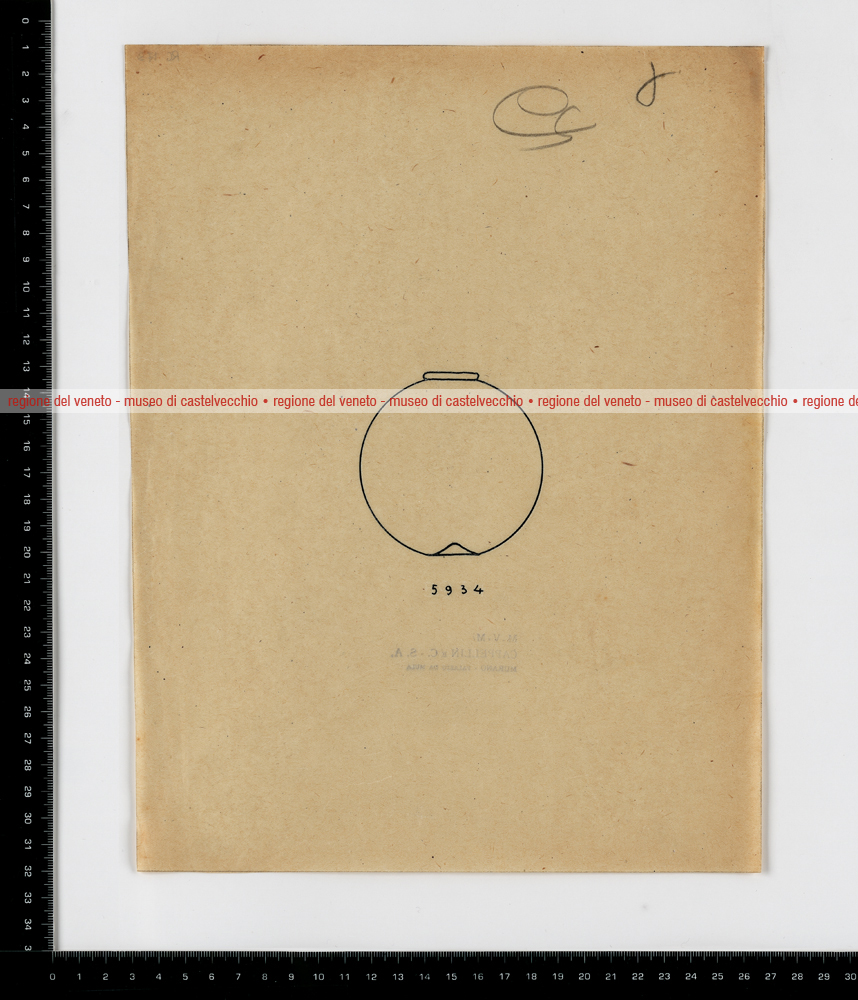 regione del veneto - museo di castelvecchio • regione del veneto - museo di castelvecchio • regione del veneto - museo di castelvecchio • regione de
5934
CAPPELLIN & C. - S. A.
0 1 2 3 4 5 6 7 8 9 10 11 12 13 14 15 16 17 18 19 20 21 22 23 24 25 26 27 28 29 30 31 32 33 34 3
0 1 2 3 4 5 6 7 8 9 10 11 12 13 14 15 16 17 18 19 20 21 22 23 24 25 26 27 28 29 30